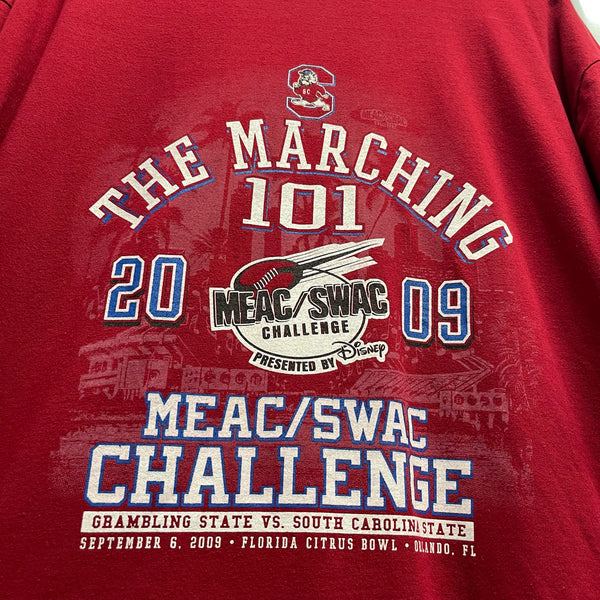 S
SC
THE MARCHING
101
20 09
MEAC/SWAC
CHALLENGE
PRESENTED BY Disney
MEAC/SWAC
CHALLENGE
GRAMBLING STATE VS. SOUTH CAROLINA STATE
SEPTEMBER 6, 2009 • FLORIDA CITRUS BOWL • ORLANDO, FL